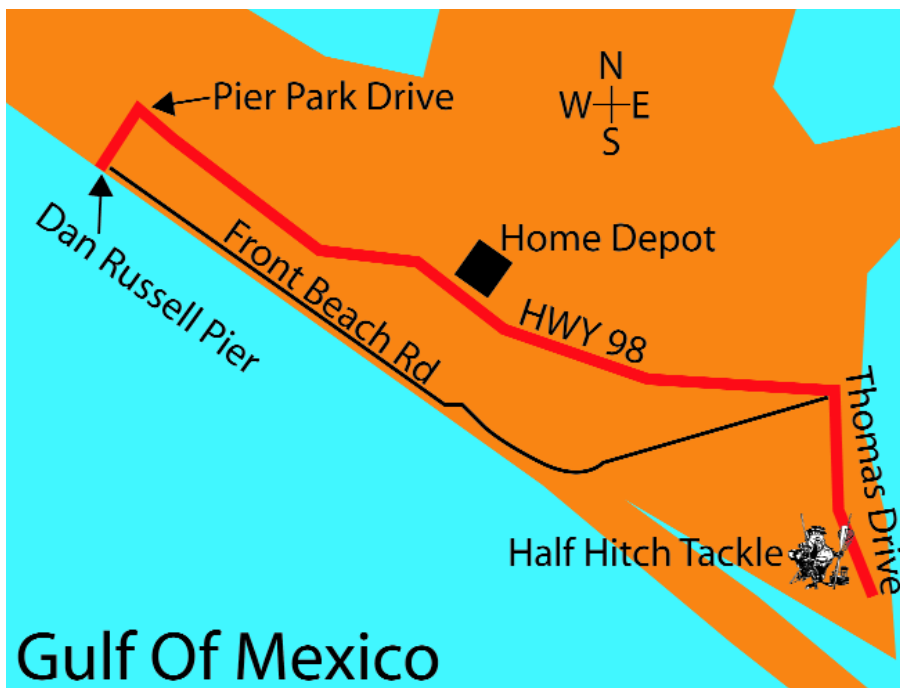 Pier Park Drive
N
W E
S
Dan Russell Pier
Front Beach Rd
Home Depot
HWY 98
Thomas Drive
Half Hitch Tackle
Gulf Of Mexico